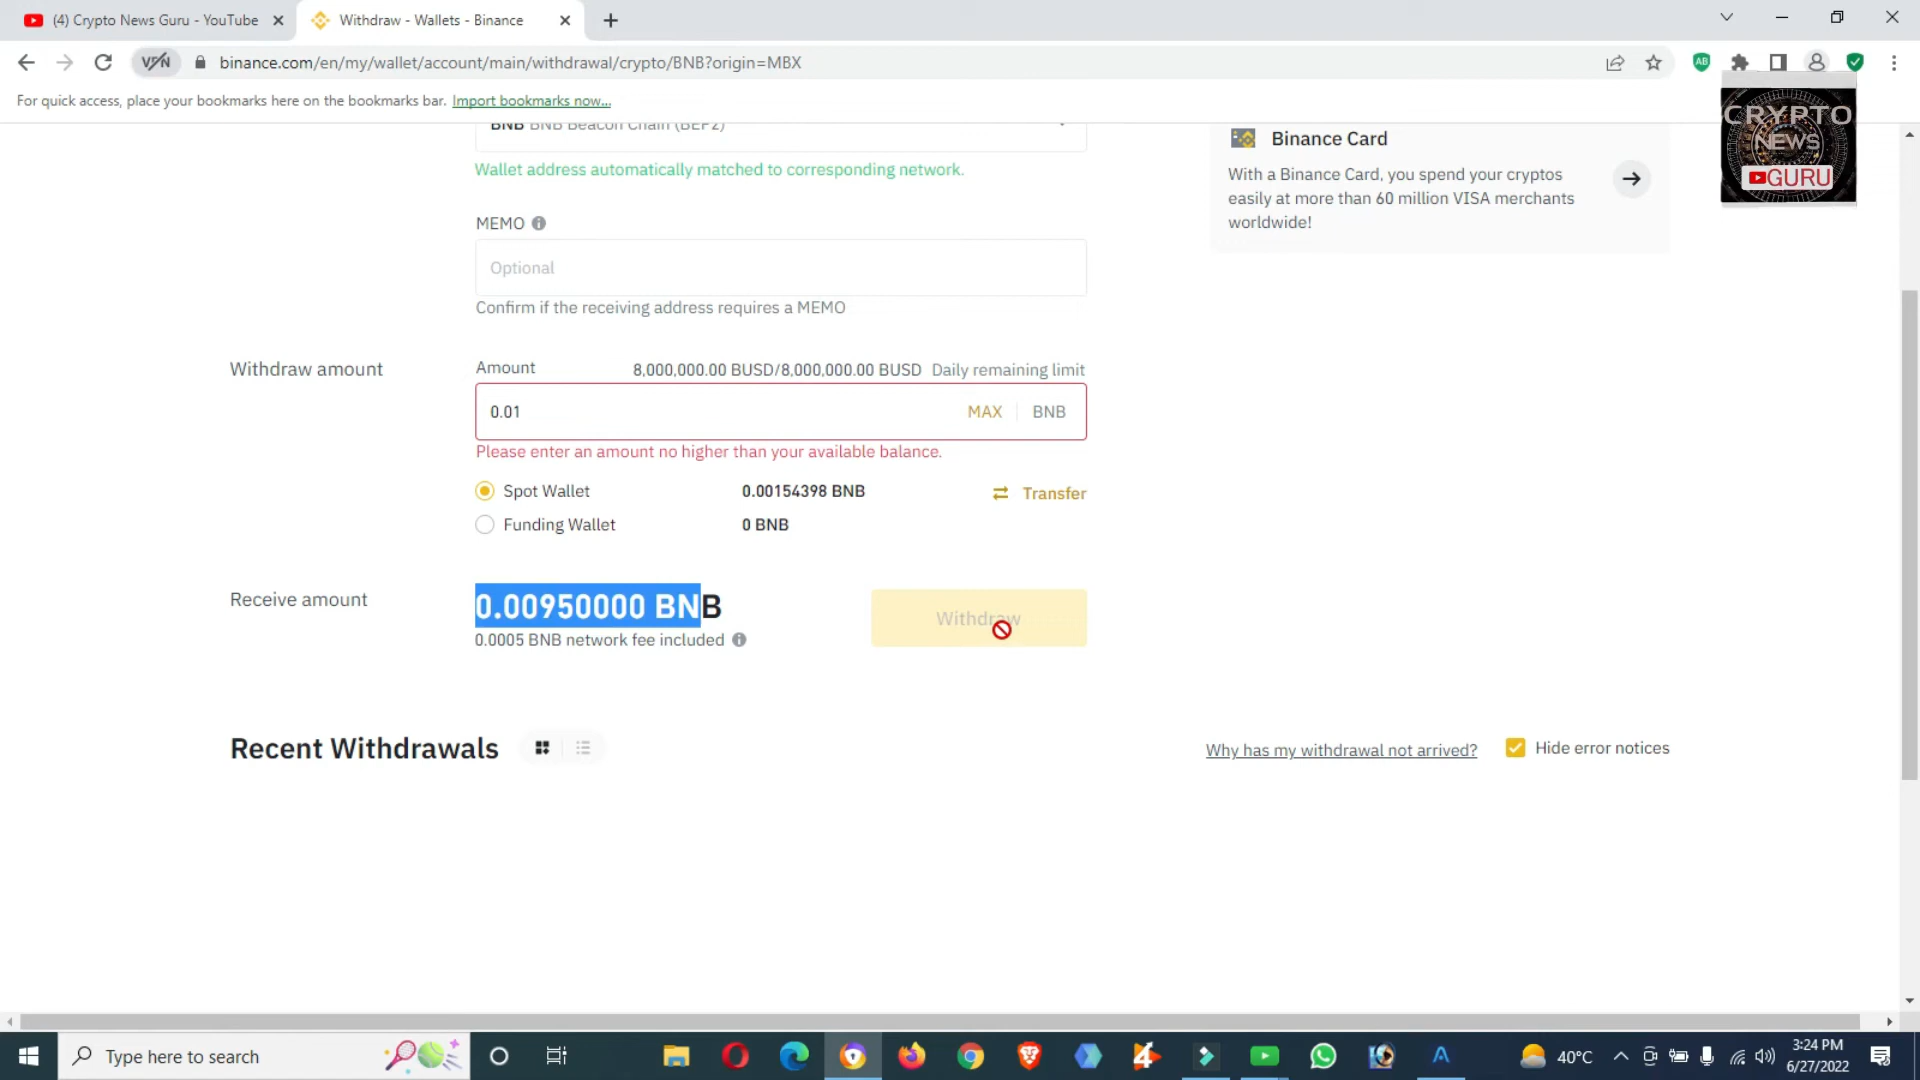 (4) Crypto News Guru - YouTube
Withdraw - Wallets - Binance
VPN
binance.com/en/my/wallet/account/main/withdrawal/crypto/BNB?origin=MBX
For quick access, place your bookmarks here on the bookmarks bar. Import bookmarks now...
CRYPTO
NEWS
GURU
BNB BNB Beacon Chain (BEP2)
Wallet address automatically matched to corresponding network.
Binance Card
With a Binance Card, you spend your cryptos
easily at more than 60 million VISA merchants
worldwide!
MEMO
Optional
Confirm if the receiving address requires a MEMO
Withdraw amount
Amount 8,000,000.00 BUSD/8,000,000.00 BUSD Daily remaining limit
0.01 MAX BNB
Please enter an amount no higher than your available balance.
Spot Wallet 0.00154398 BNB Transfer
Funding Wallet 0 BNB
Receive amount
0.00950000 BNB
0.0005 BNB network fee included
Withdraw
Recent Withdrawals
Why has my withdrawal not arrived? Hide error notices
Type here to search
40°C
3:24 PM
6/27/2022